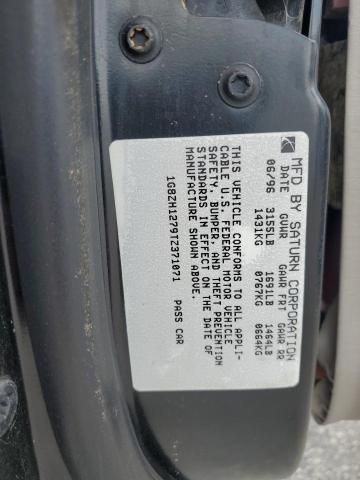 MFD BY SATURN CORPORATION
DATE GVWR GAWR FRT GAWR RR
06/96 3155LB 1691LB 1464LB
1431KG 0767KG 0664KG
THIS VEHICLE CONFORMS TO ALL APPLI-
CABLE U.S. FEDERAL MOTOR VEHICLE
SAFETY, BUMPER, AND THEFT PREVENTION
STANDARDS IN EFFECT ON THE DATE OF
MANUFACTURE SHOWN ABOVE.
1G8ZH1279TZ371071 PASS CAR